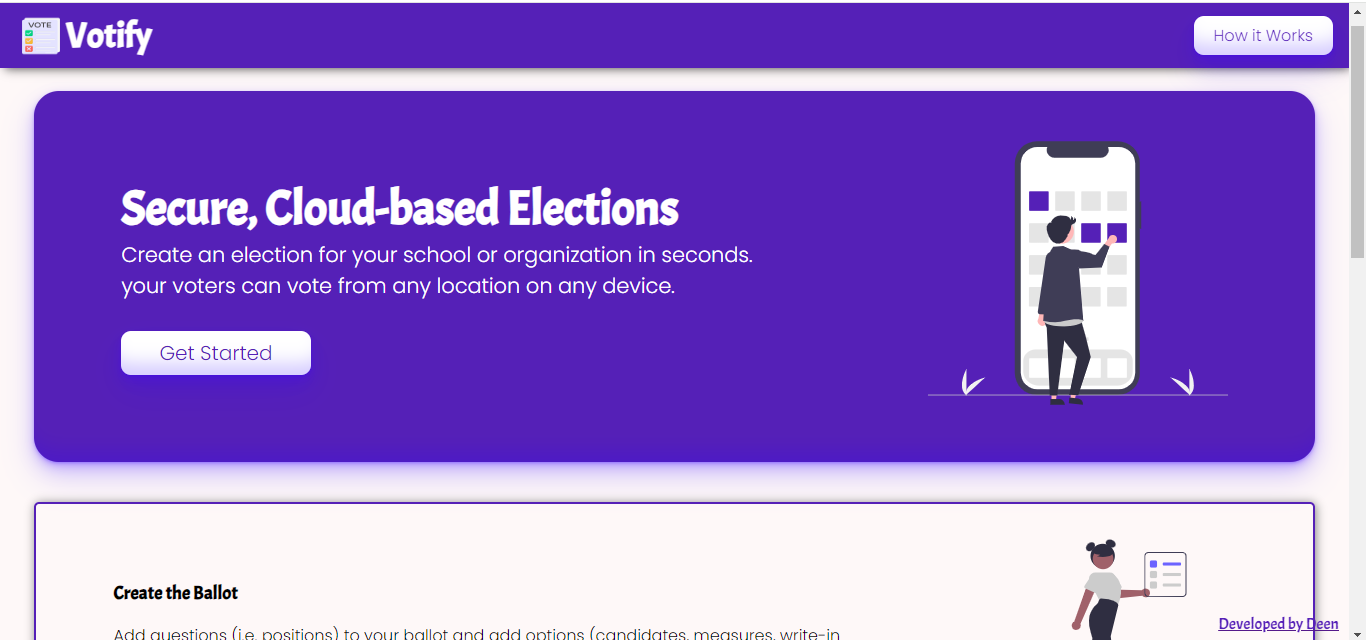 VOTE
Votify
How it Works
Secure, Cloud-based Elections
Create an election for your school or organization in seconds.
your voters can vote from any location on any device.
Get Started
Create the Ballot
Add questions (i.e. positions) to your ballot and add options (candidates, measures, write-in
Developed by Deen